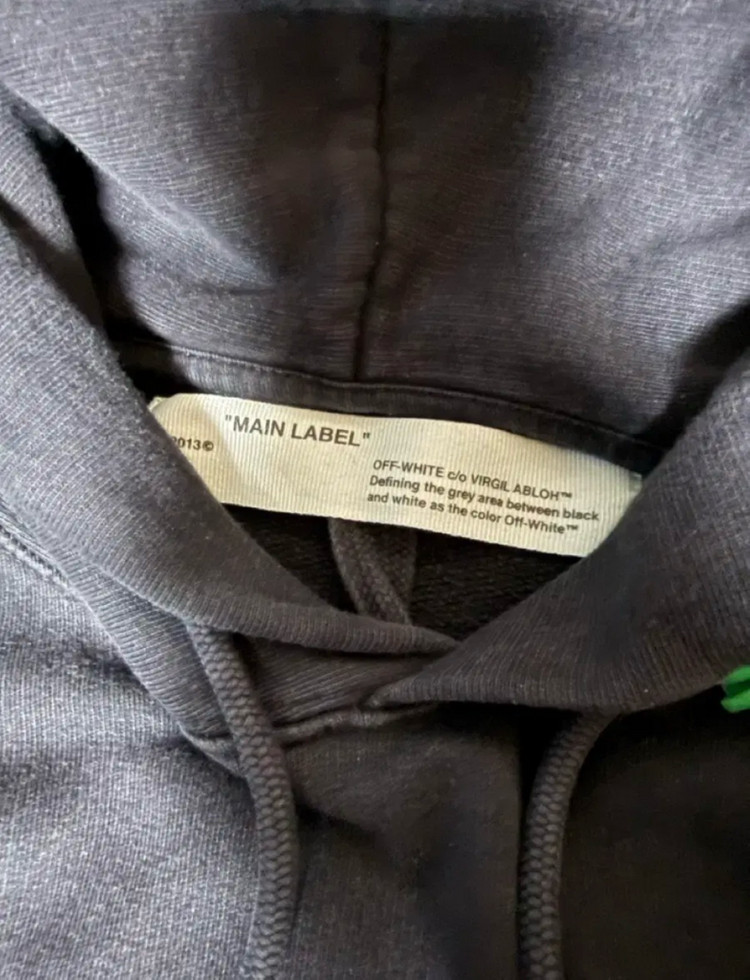 "MAIN LABEL"
2013©
OFF-WHITE c/o VIRGIL ABLOH™
Defining the grey area between black
and white as the color Off-White™